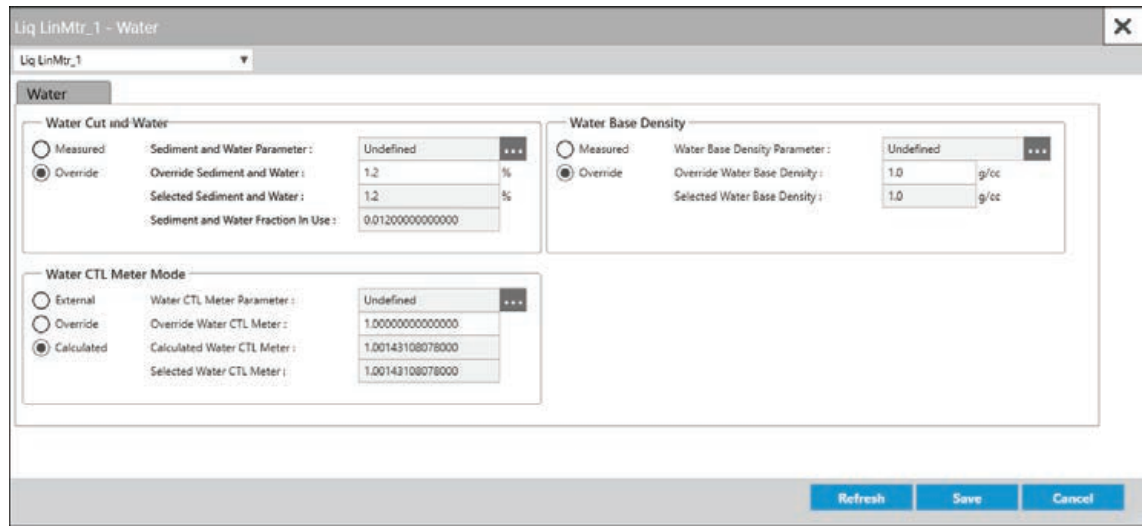 Liq LinMtr_1 - Water
Liq LinMtr_1
Water
Water Cut and Water
Measured
Sediment and Water Parameter :
Undefined
...
Override
Override Sediment and Water :
1.2
%
Selected Sediment and Water :
1.2
%
Sediment and Water Fraction In Use :
0.01200000000000
Water Base Density
Measured
Water Base Density Parameter :
Undefined
...
Override
Override Water Base Density :
1.0
g/cc
Selected Water Base Density :
1.0
g/cc
Water CTL Meter Mode
External
Water CTL Meter Parameter :
Undefined
...
Override
Override Water CTL Meter :
1.00000000000000
Calculated
Calculated Water CTL Meter :
1.00143108078000
Selected Water CTL Meter :
1.00143108078000
Refresh
Save
Cancel